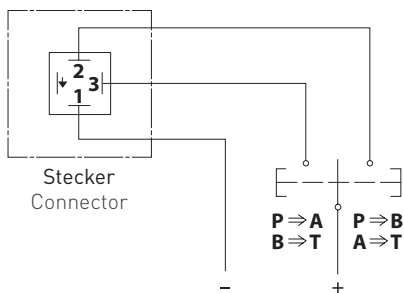 2
3
1
Stecker
Connector
P⇒A P⇒B
B⇒T A⇒T
– +